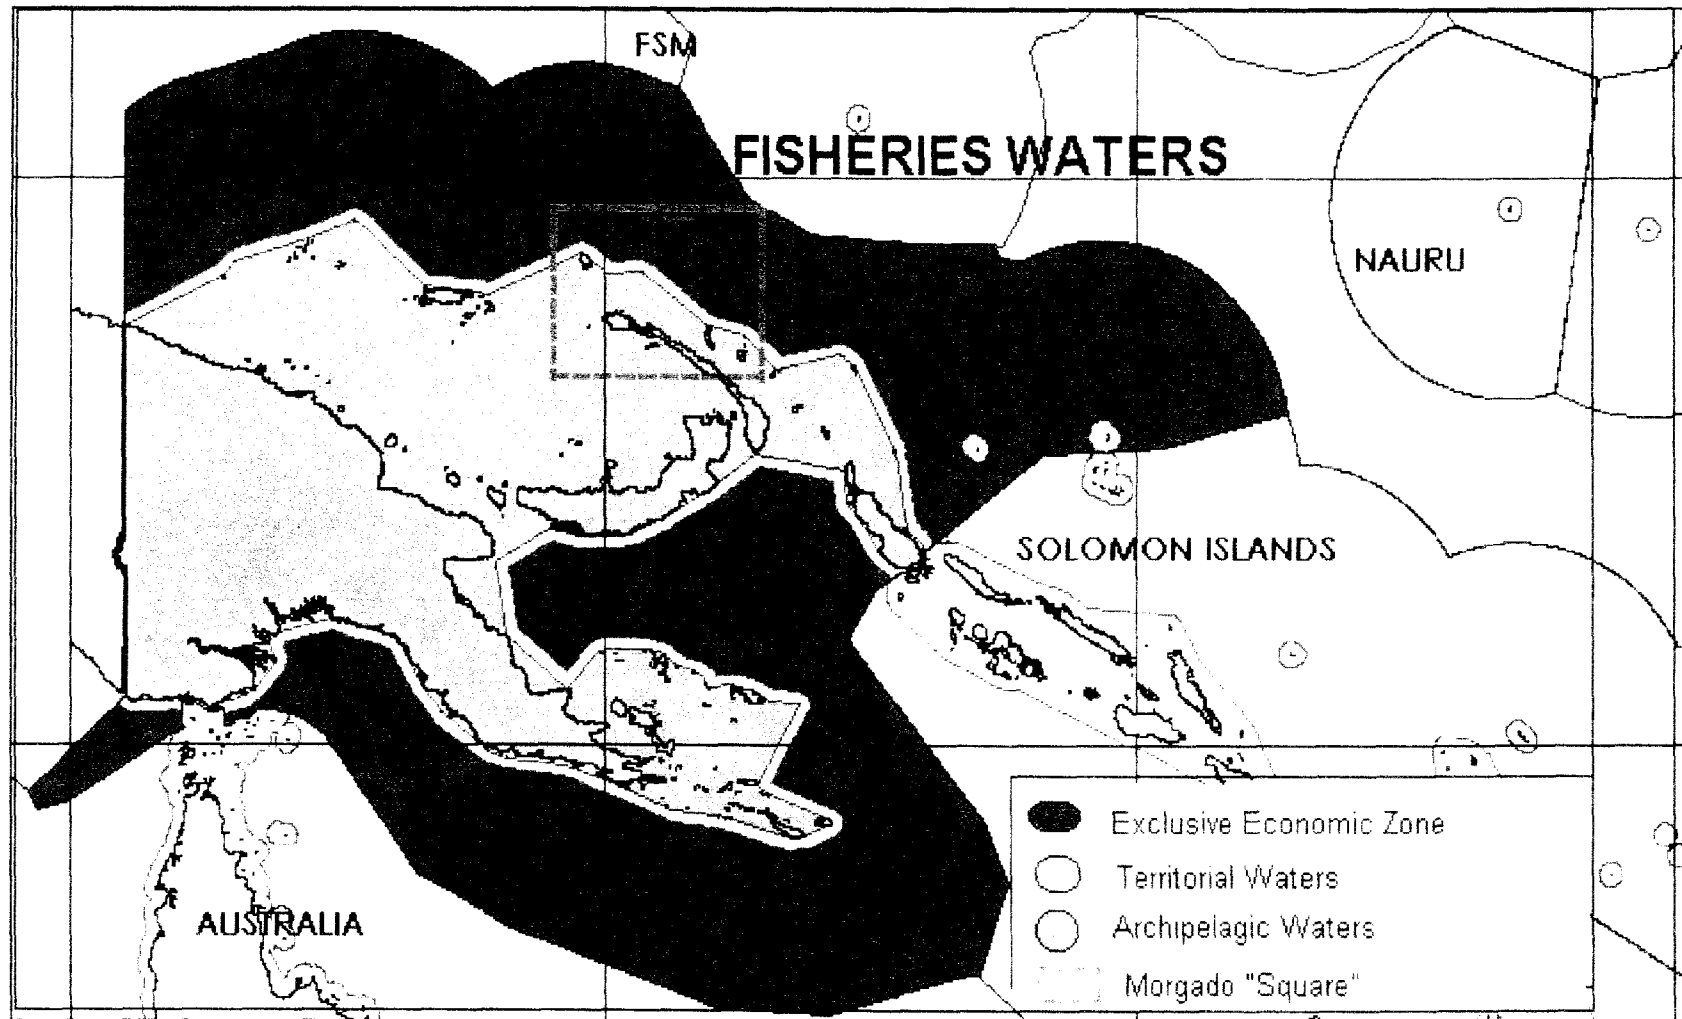 FSM
FISHERIES WATERS
NAURU
SOLOMON ISLANDS
AUSTRALIA
Exclusive Economic Zone
Territorial Waters
Archipelagic Waters
Morgado "Square"